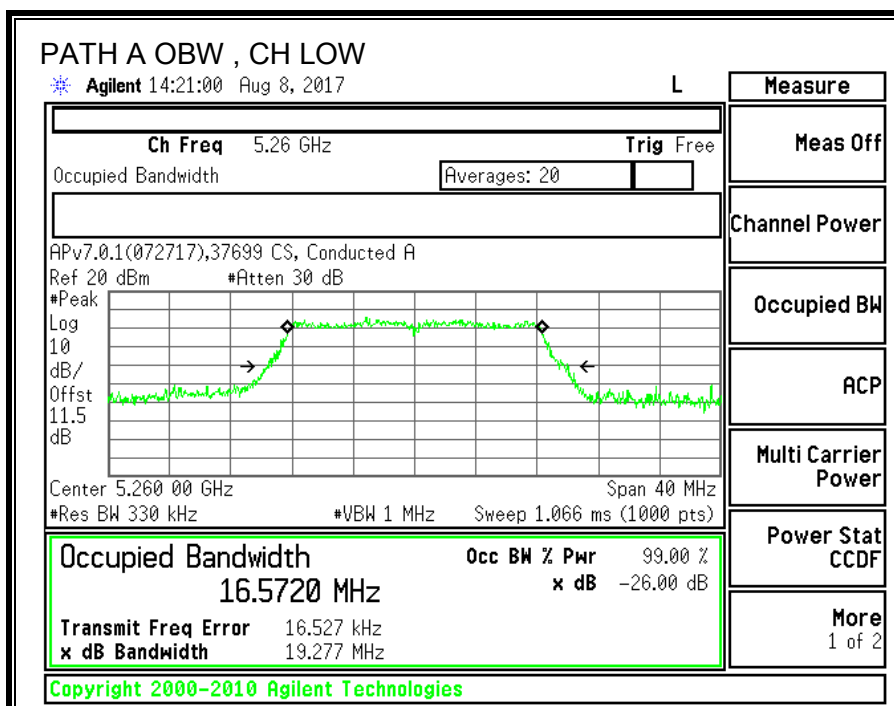 PATH A OBW , CH LOW
Agilent 14:21:00 Aug 8, 2017 L
Measure
Ch Freq 5.26 GHz Trig Free
Occupied Bandwidth Averages: 20
Meas Off
Channel Power
Occupied BW
ACP
Multi Carrier
Power
Power Stat
CCDF
More
1 of 2
APv7.0.1(072717),37699 CS, Conducted A
Ref 20 dBm #Atten 30 dB
#Peak
Log
10
dB/
Offst
11.5
dB
Center 5.260 00 GHz Span 40 MHz
#Res BW 330 kHz #VBW 1 MHz Sweep 1.066 ms (1000 pts)
Occupied Bandwidth Occ BW % Pwr 99.00 %
16.5720 MHz x dB -26.00 dB
Transmit Freq Error 16.527 kHz
x dB Bandwidth 19.277 MHz
Copyright 2000-2010 Agilent Technologies